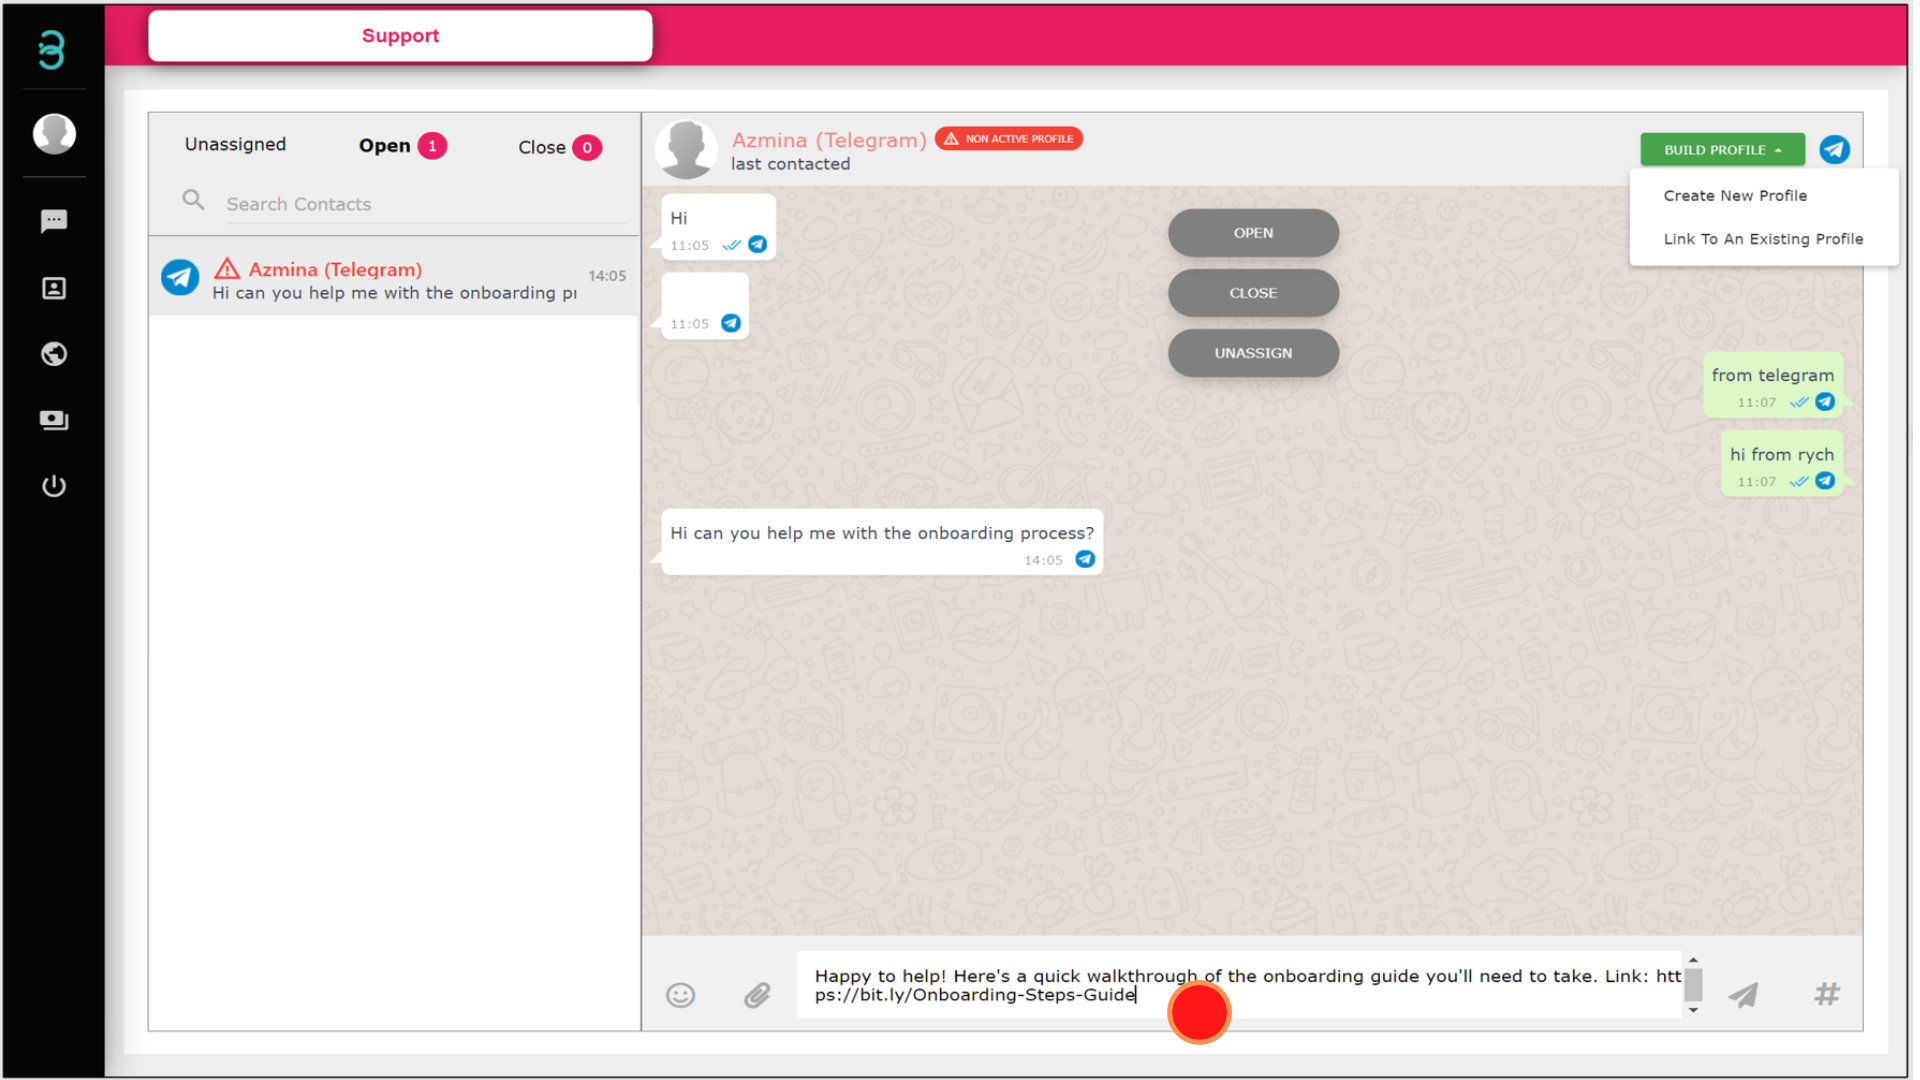 Support
Unassigned
Open 1
Close 0
Search Contacts
Azmina (Telegram)
14:05
Hi can you help me with the onboarding pr
Azmina (Telegram)
NON ACTIVE PROFILE
last contacted
BUILD PROFILE
Create New Profile
Link To An Existing Profile
Hi
11:05
11:05
OPEN
CLOSE
UNASSIGN
from telegram
11:07
hi from rych
11:07
Hi can you help me with the onboarding process?
14:05
Happy to help! Here's a quick walkthrough of the onboarding guide you'll need to take. Link: htt
ps://bit.ly/Onboarding-Steps-Guide
#